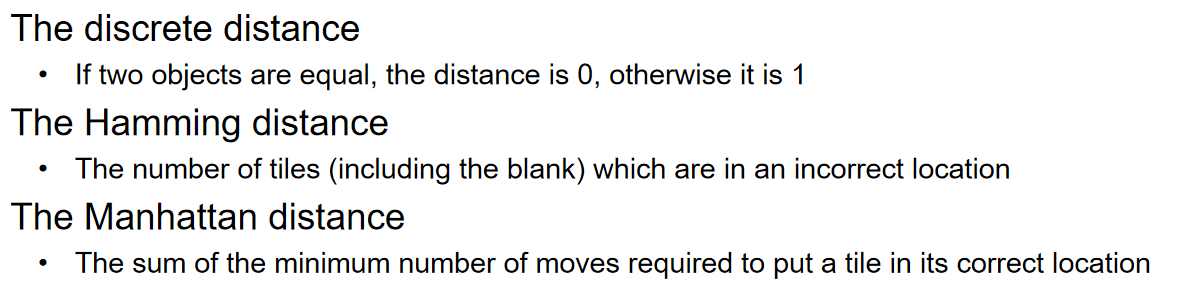 The discrete distance
• If two objects are equal, the distance is 0, otherwise it is 1
The Hamming distance
• The number of tiles (including the blank) which are in an incorrect location
The Manhattan distance
• The sum of the minimum number of moves required to put a tile in its correct location